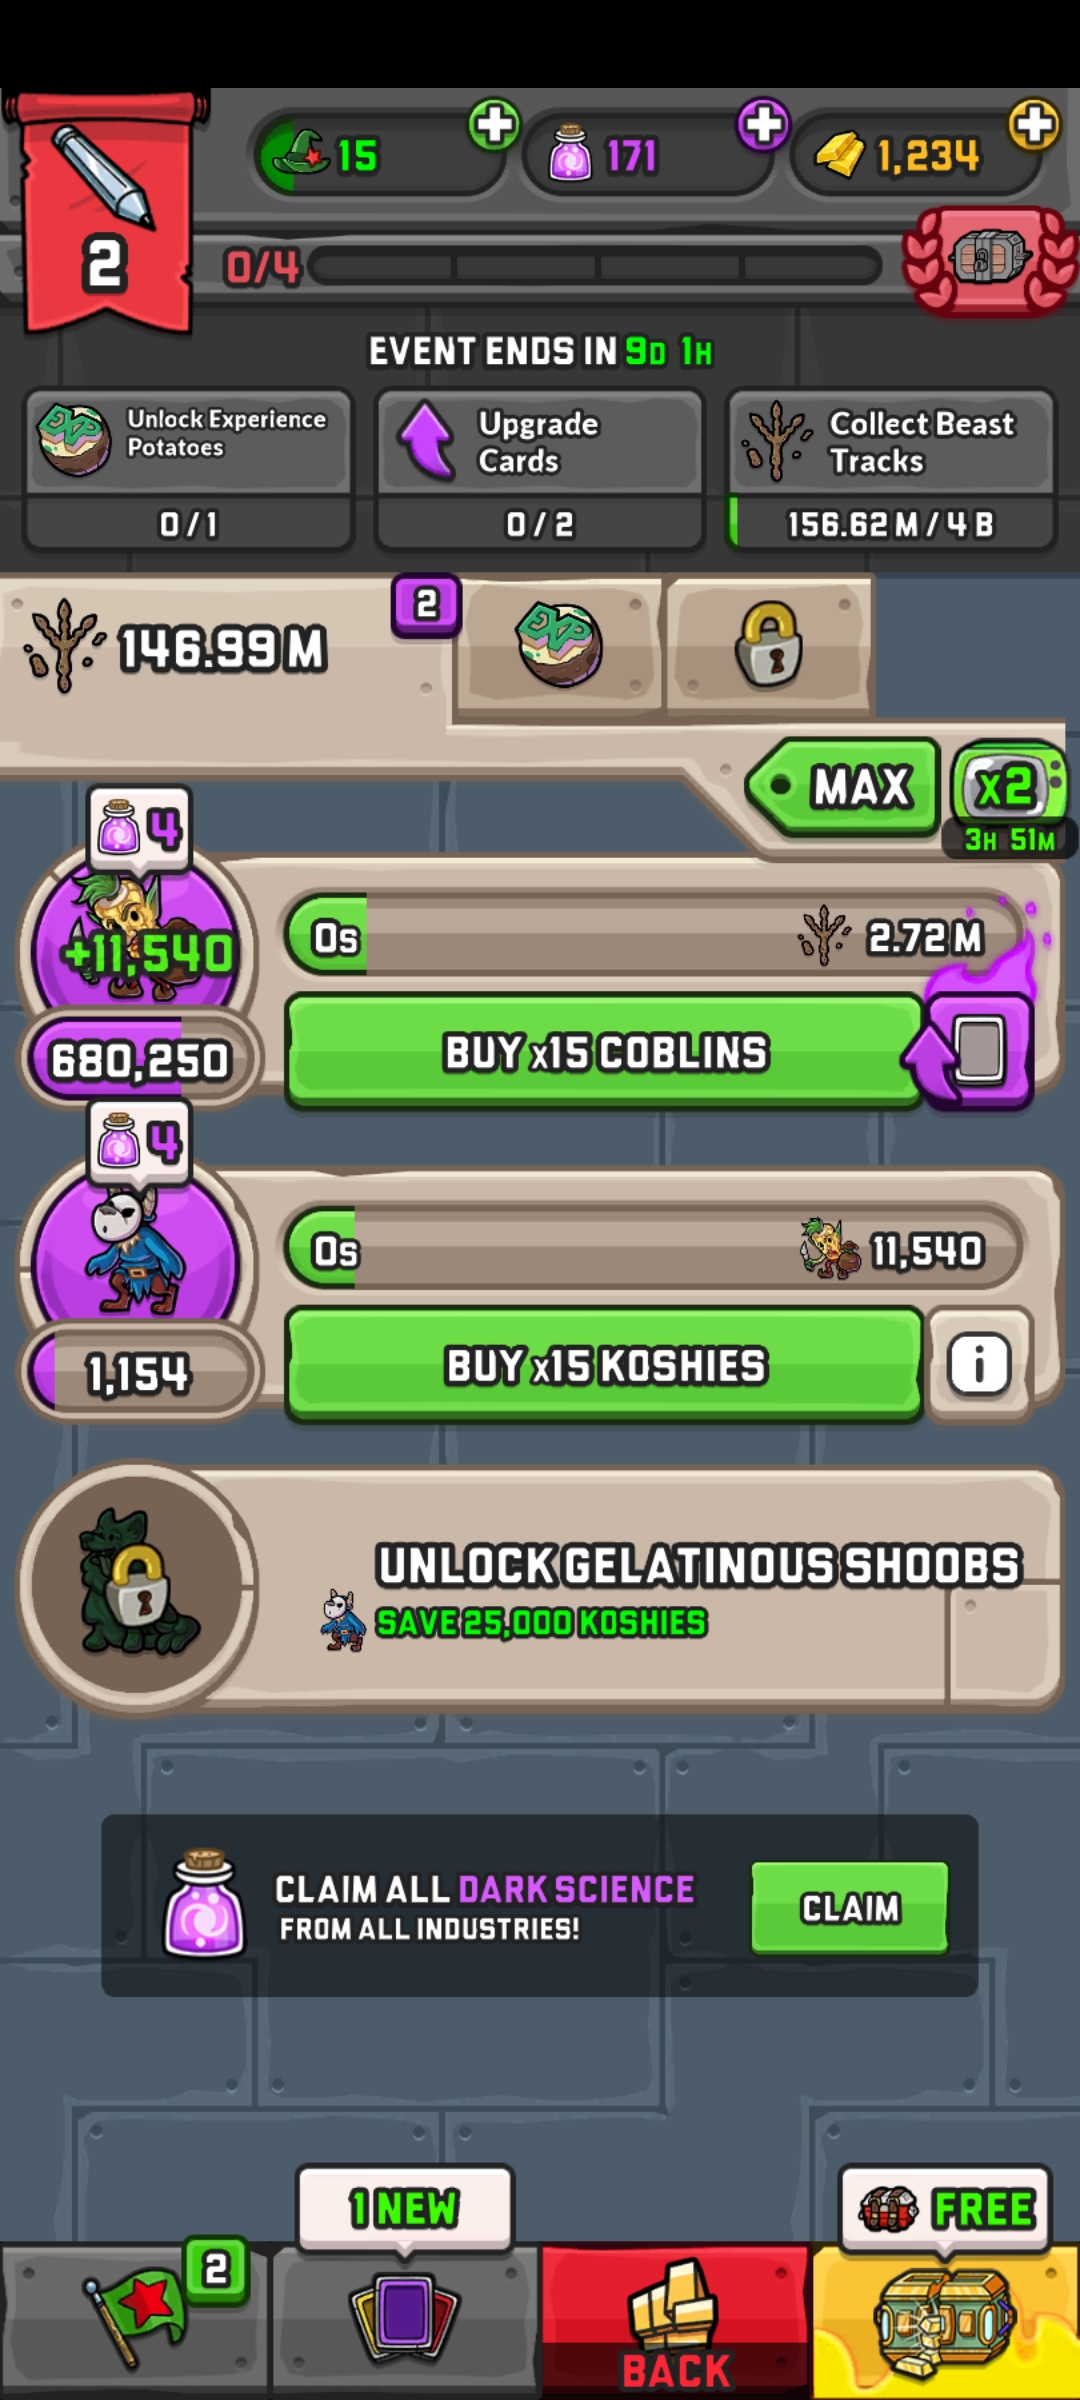 15
171
1,234
2
0/4
EVENT ENDS IN 9D 1H
Unlock Experience
Potatoes
0/1
Upgrade
Cards
0/2
Collect Beast
Tracks
156.62 M / 4 B
146.99 M
2
EXP
MAX
x2
3H 51M
4
+11,540
0s
2.72 M
680,250
BUY x15 COBLINS
4
0s
11,540
1,154
BUY x15 KOSHIES
i
UNLOCK GELATINOUS SHOOBS
SAVE 25,000 KOSHIES
CLAIM ALL DARK SCIENCE
FROM ALL INDUSTRIES!
CLAIM
2
1 NEW
BACK
FREE